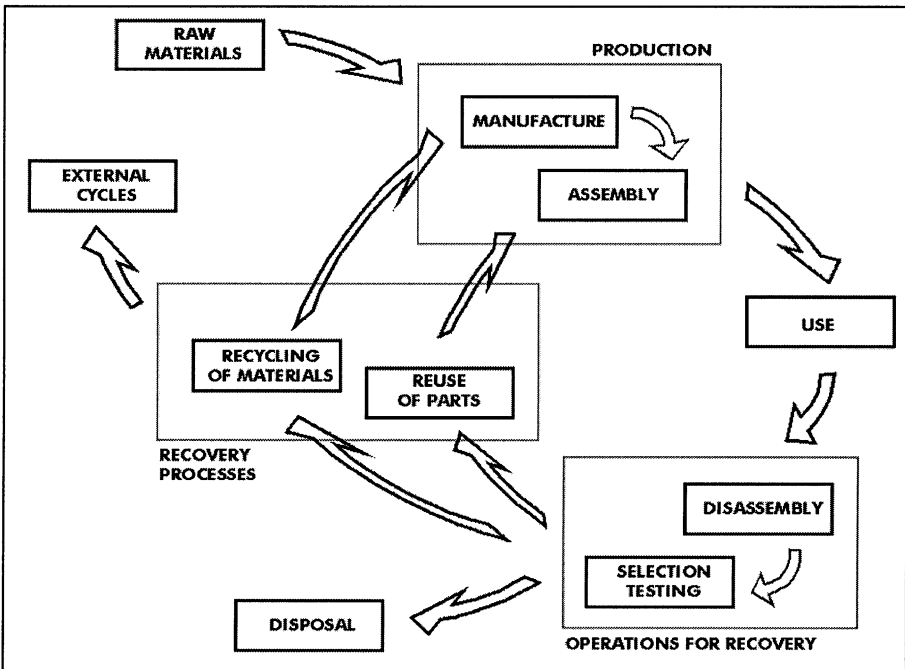 RAW
MATERIALS
PRODUCTION
MANUFACTURE
ASSEMBLY
EXTERNAL
CYCLES
USE
RECYCLING
OF MATERIALS
REUSE
OF PARTS
RECOVERY
PROCESSES
DISASSEMBLY
SELECTION
TESTING
DISPOSAL
OPERATIONS FOR RECOVERY